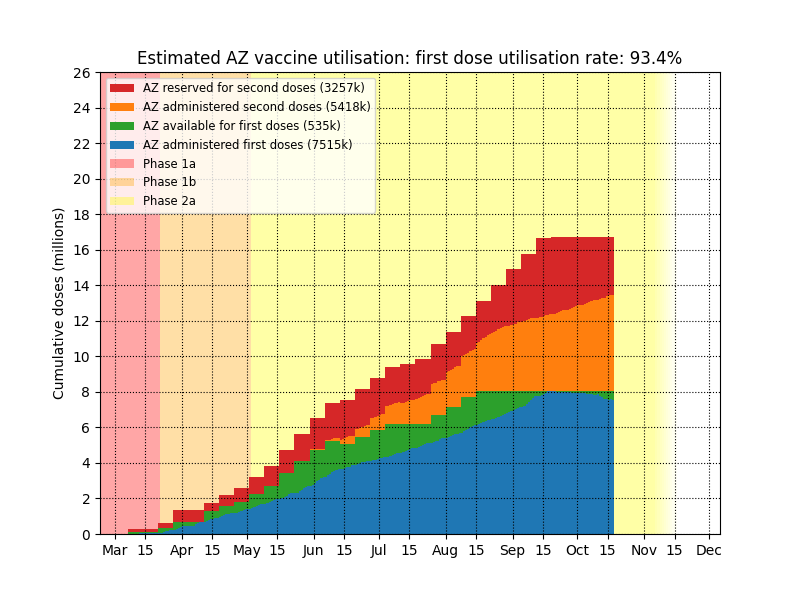 Estimated AZ vaccine utilisation: first dose utilisation rate: 93.4%
26
24
22
20
18
16
14
12
10
8
6
4
2
0
Cumulative doses (millions)
AZ reserved for second doses (3257k)
AZ administered second doses (5418k)
AZ available for first doses (535k)
AZ administered first doses (7515k)
Phase 1a
Phase 1b
Phase 2a
Mar 15 Apr 15 May 15 Jun 15 Jul 15 Aug 15 Sep 15 Oct 15 Nov 15 Dec